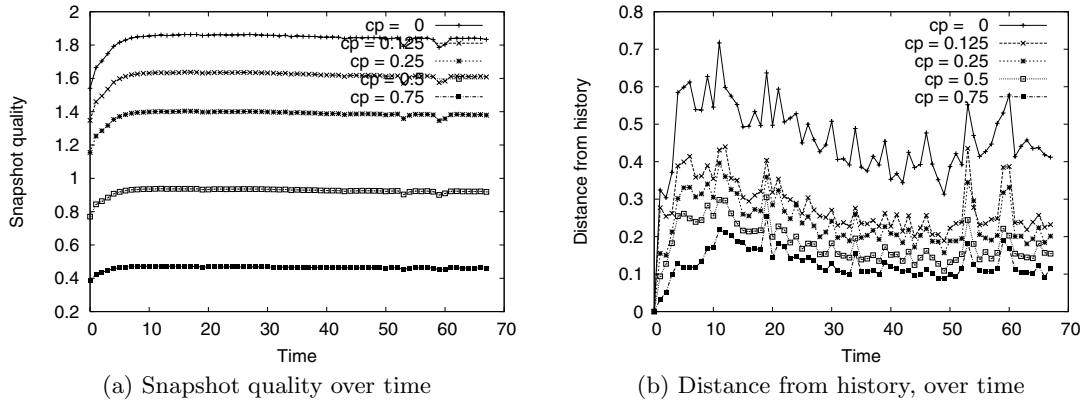 2
1.8
1.6
1.4
1.2
1
0.8
0.6
0.4
0.2
0 10 20 30 40 50 60 70
Snapshot quality
Time
cp = 0
cp = 0.125
cp = 0.25
cp = 0.5
cp = 0.75
(a) Snapshot quality over time
0.8
0.7
0.6
0.5
0.4
0.3
0.2
0.1
0
0 10 20 30 40 50 60 70
Distance from history
Time
cp = 0
cp = 0.125
cp = 0.25
cp = 0.5
cp = 0.75
(b) Distance from history, over time